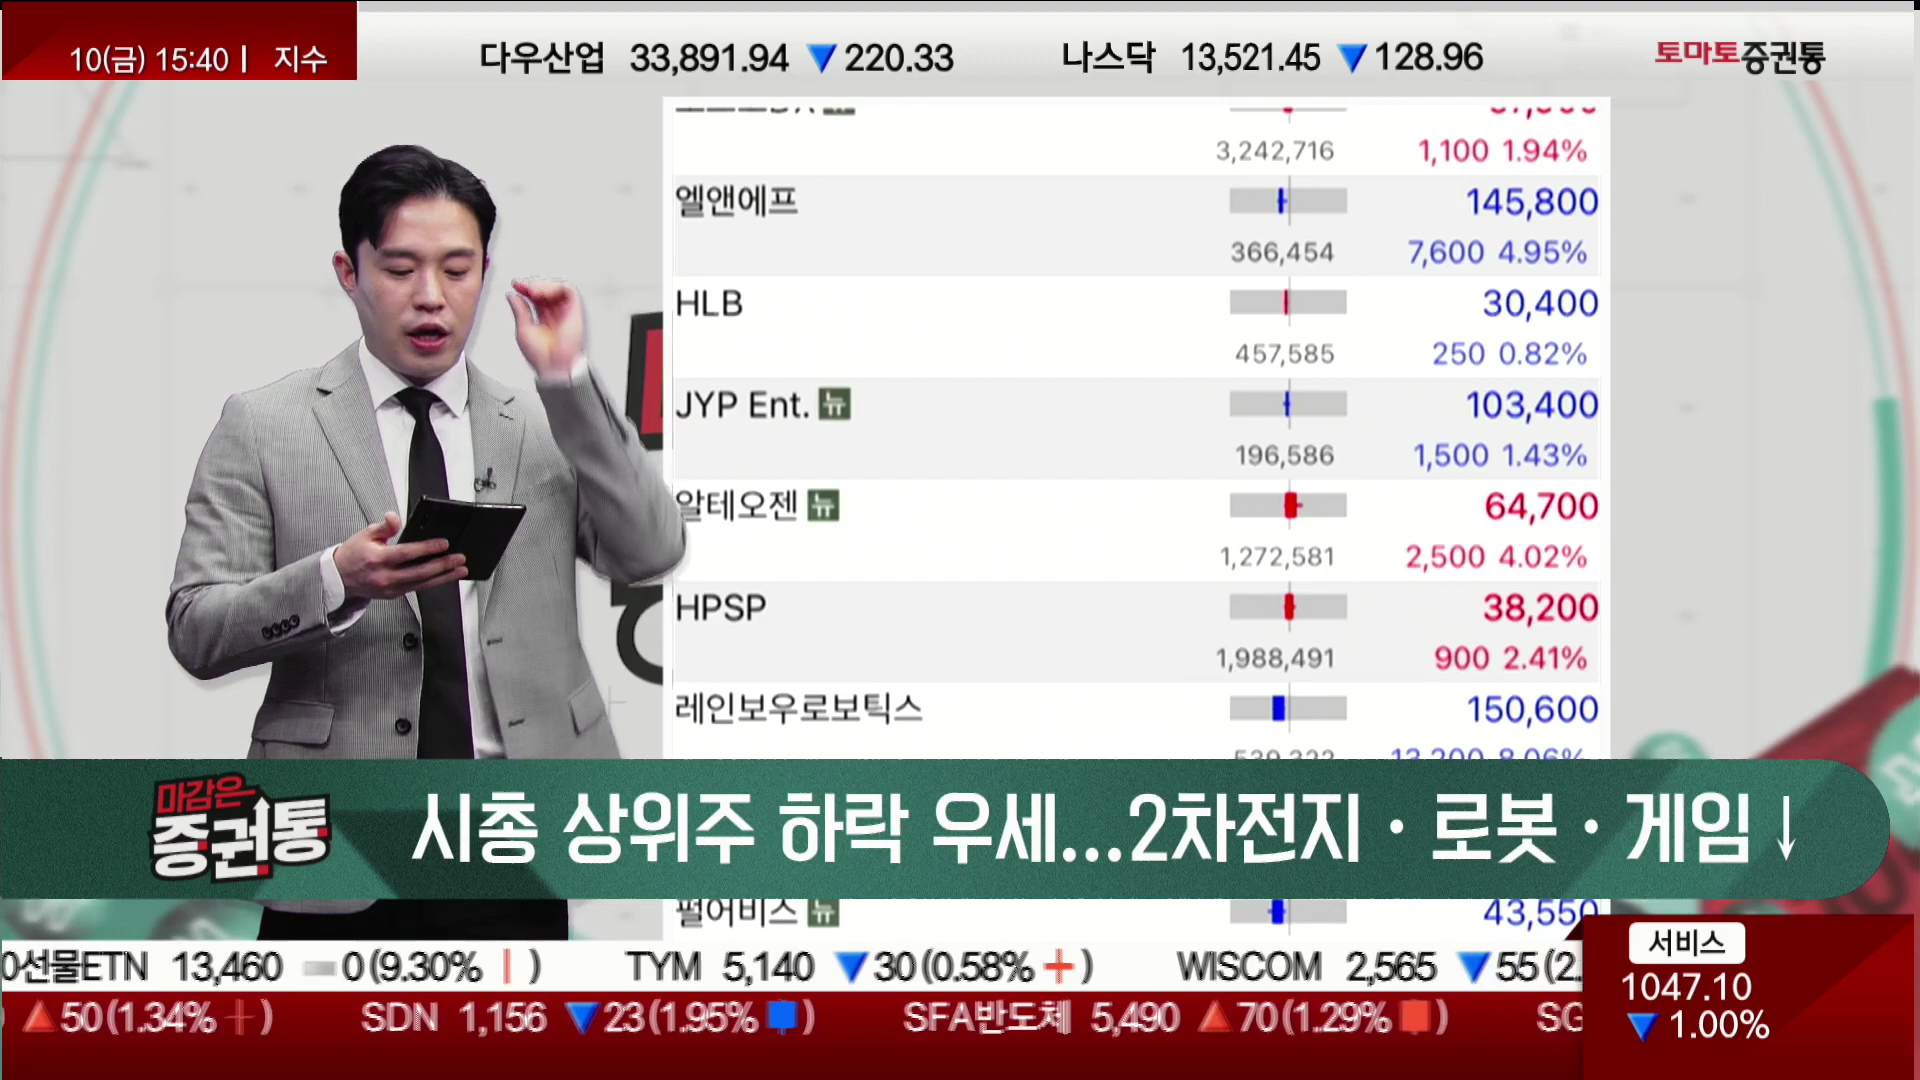 10(금) 15:40 | 지수
다우산업 33,891.94 ▼220.33 나스닥 13,521.45 ▼128.96
토마토증권통
3,242,716 1,100 1.94%
엘앤에프 145,800
366,454 7,600 4.95%
HLB 30,400
457,585 250 0.82%
JYP Ent. 뉴 103,400
196,586 1,500 1.43%
알테오젠 뉴 64,700
1,272,581 2,500 4.02%
HPSP 38,200
1,988,491 900 2.41%
레인보우로보틱스 150,600
마감은
증권통
시총 상위주 하락 우세...2차전지·로봇·게임↓
펄어비스 뉴 43,550
0선물ETN 13,460 0(9.30% ) TYM 5,140 ▼30(0.58% ) WISCOM 2,565 ▼55(2.
) ▲50(1.34% ) SDN 1,156 ▼23(1.95% ) SFA반도체 5,490 ▲70(1.29% ) SG
서비스
1047.10
▼ 1.00%